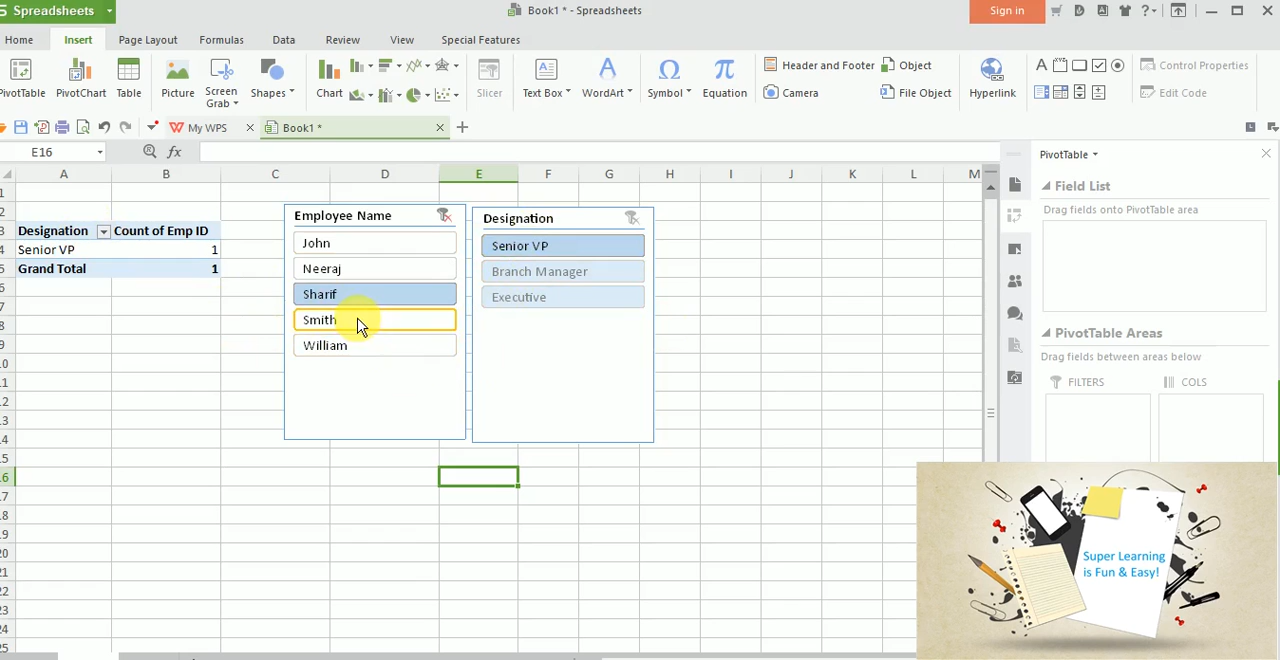 Spreadsheets
Book1 * - Spreadsheets
Sign in
Home Insert Page Layout Formulas Data Review View Special Features
PivotTable PivotChart Table Picture Screen Grab Shapes Chart Slicer Text Box WordArt Symbol Equation Header and Footer Object Camera File Object Hyperlink Control Properties Edit Code
My WPS Book1 *
E16 fx
A B C D E F G H I J K L M
Designation Count of Emp ID
Senior VP 1
Grand Total 1
Employee Name
John
Neeraj
Sharif
Smith
William
Designation
Senior VP
Branch Manager
Executive
PivotTable
Field List
Drag fields onto PivotTable area
PivotTable Areas
Drag fields between areas below
FILTERS COLS
Super Learning
is Fun & Easy!